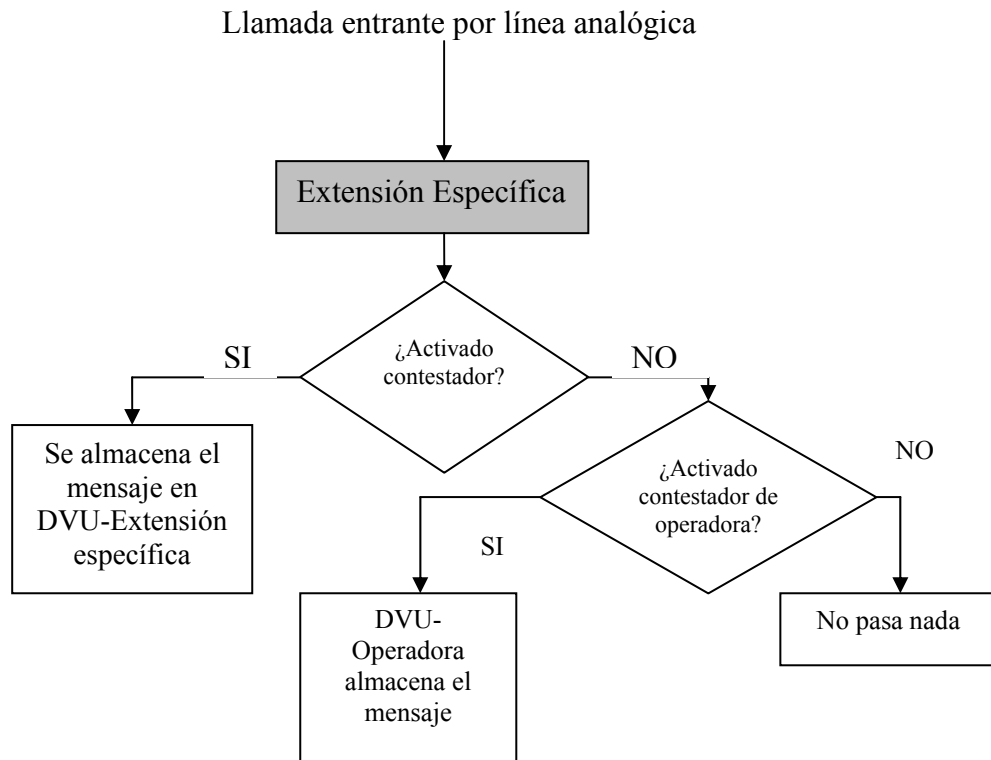 Llamada entrante por línea analógica
Extensión Específica
¿Activado
contestador?
SI
NO
Se almacena el
mensaje en
DVU-Extensión
específica
¿Activado
contestador de
operadora?
NO
SI
DVU-
Operadora
almacena el
mensaje
No pasa nada